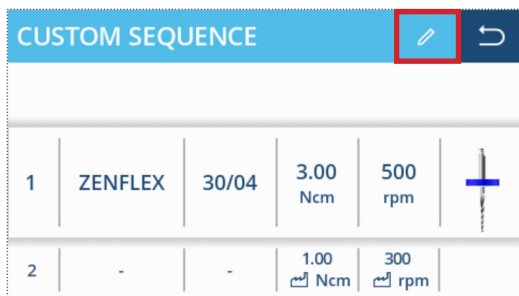 CUSTOM SEQUENCE
1 ZENFLEX 30/04 3.00 Ncm 500 rpm
2 - - 1.00 Ncm 300 rpm